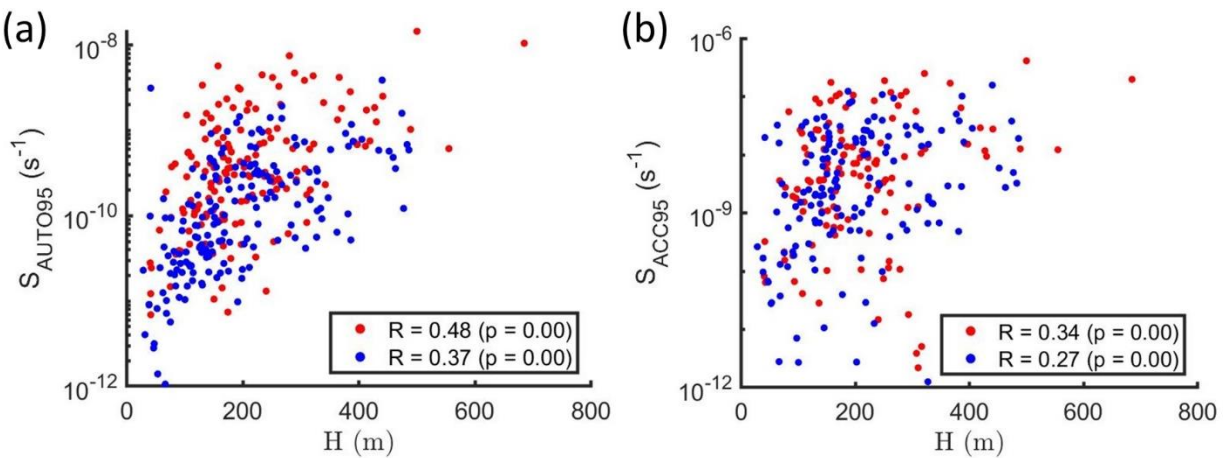 (a)
10⁻⁸
10⁻¹⁰
10⁻¹²
S_AUTO95 (s⁻¹)
R = 0.48 (p = 0.00)
R = 0.37 (p = 0.00)
0 200 400 600 800
H (m)
(b)
10⁻⁶
10⁻⁹
10⁻¹²
S_ACC95 (s⁻¹)
R = 0.34 (p = 0.00)
R = 0.27 (p = 0.00)
0 200 400 600 800
H (m)